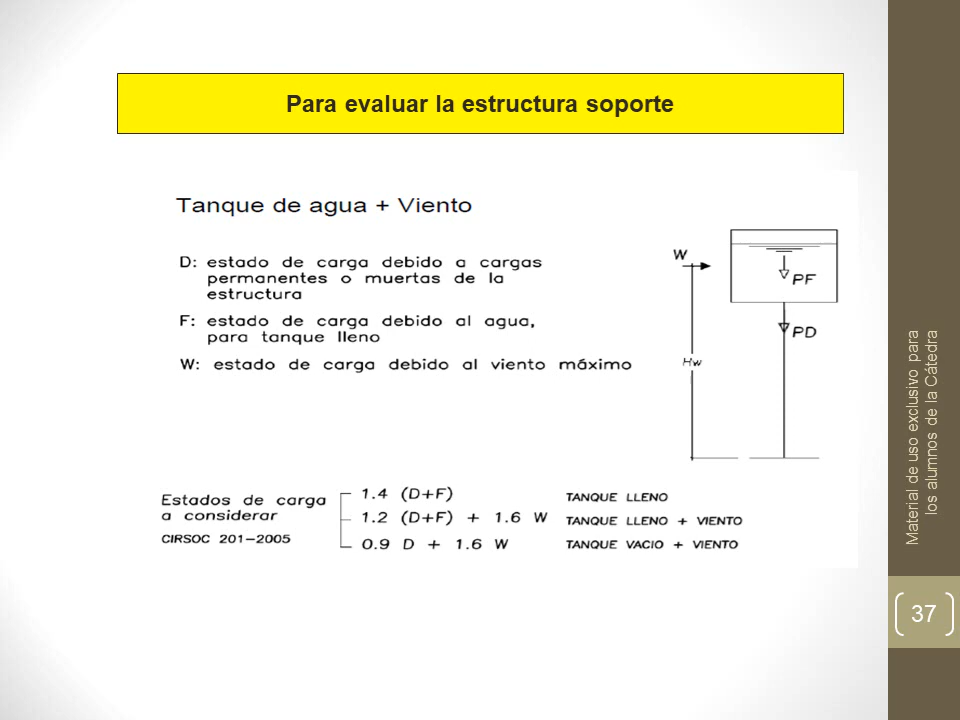 Para evaluar la estructura soporte
Tanque de agua + Viento
D: estado de carga debido a cargas
permanentes o muertas de la
estructura
F: estado de carga debido al agua,
para tanque lleno
W: estado de carga debido al viento máximo
W
PF
PD
Hw
Estados de carga
a considerar
CIRSOC 201-2005
1.4 (D+F) TANQUE LLENO
1.2 (D+F) + 1.6 W TANQUE LLENO + VIENTO
0.9 D + 1.6 W TANQUE VACIO + VIENTO
Material de uso exclusivo para
los alumnos de la Cátedra
37